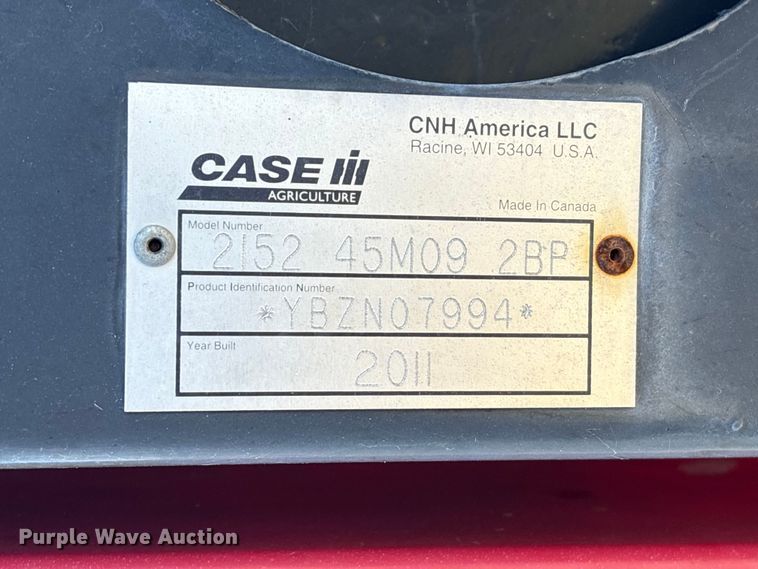 CNH America LLC
Racine, WI 53404 U.S.A.
CASE IH
AGRICULTURE
Made In Canada
Model Number
2152 45M09 2BP
Product Identification Number
*YBZN07994*
Year Built
2011
Purple Wave Auction